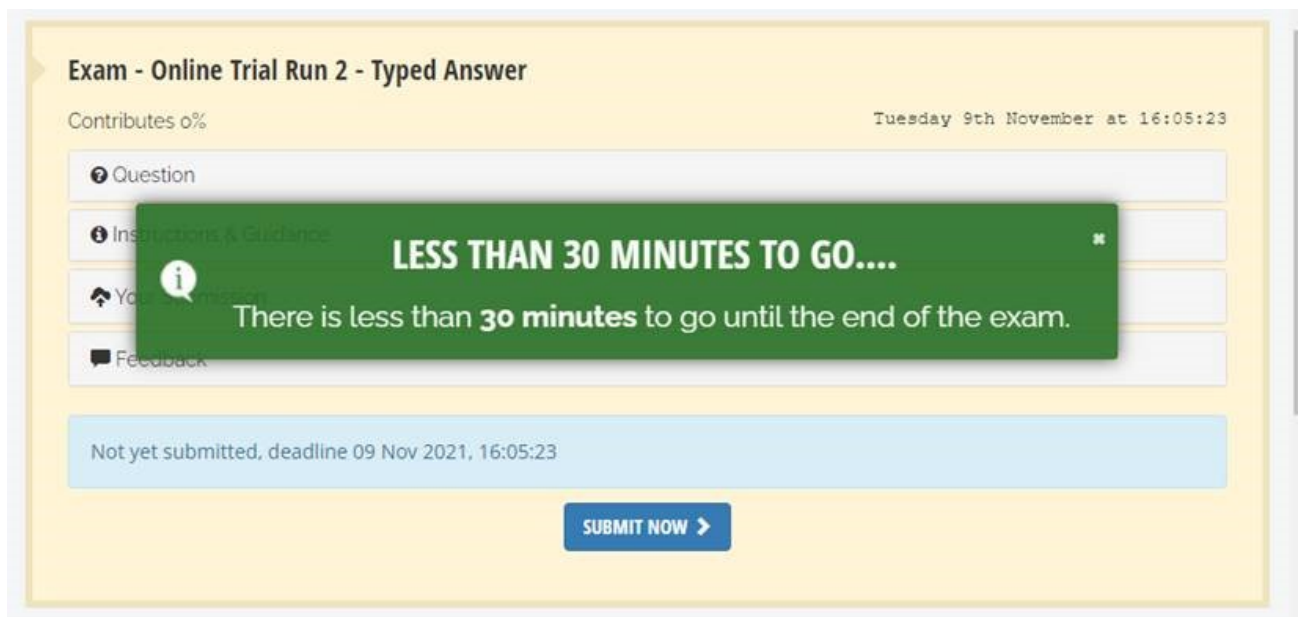 Exam - Online Trial Run 2 - Typed Answer
Contributes 0%
Tuesday 9th November at 16:05:23
Question
Instructions & Guidance
LESS THAN 30 MINUTES TO GO....
Your Submission
There is less than 30 minutes to go until the end of the exam.
Feedback
Not yet submitted, deadline 09 Nov 2021, 16:05:23
SUBMIT NOW